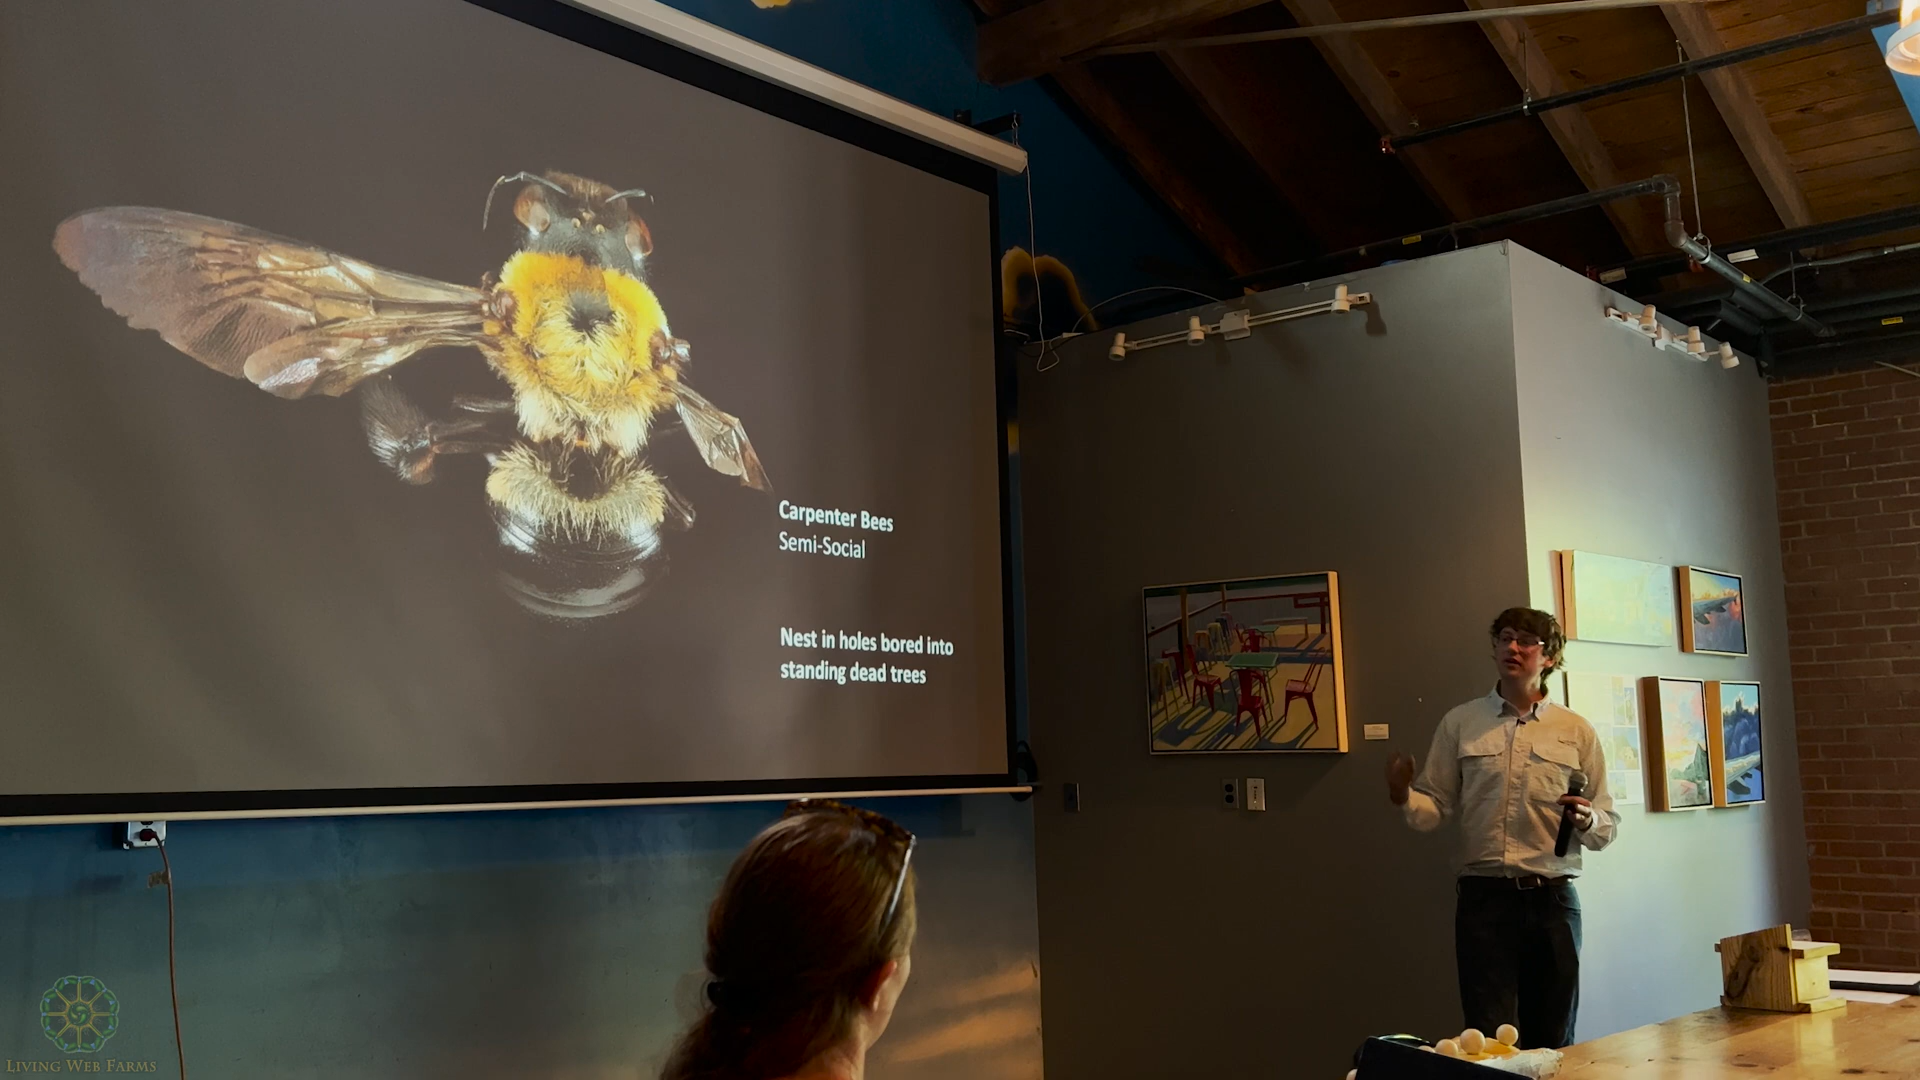 Carpenter Bees
Semi-Social
Nest in holes bored into
standing dead trees
LIVING WEB FARMS